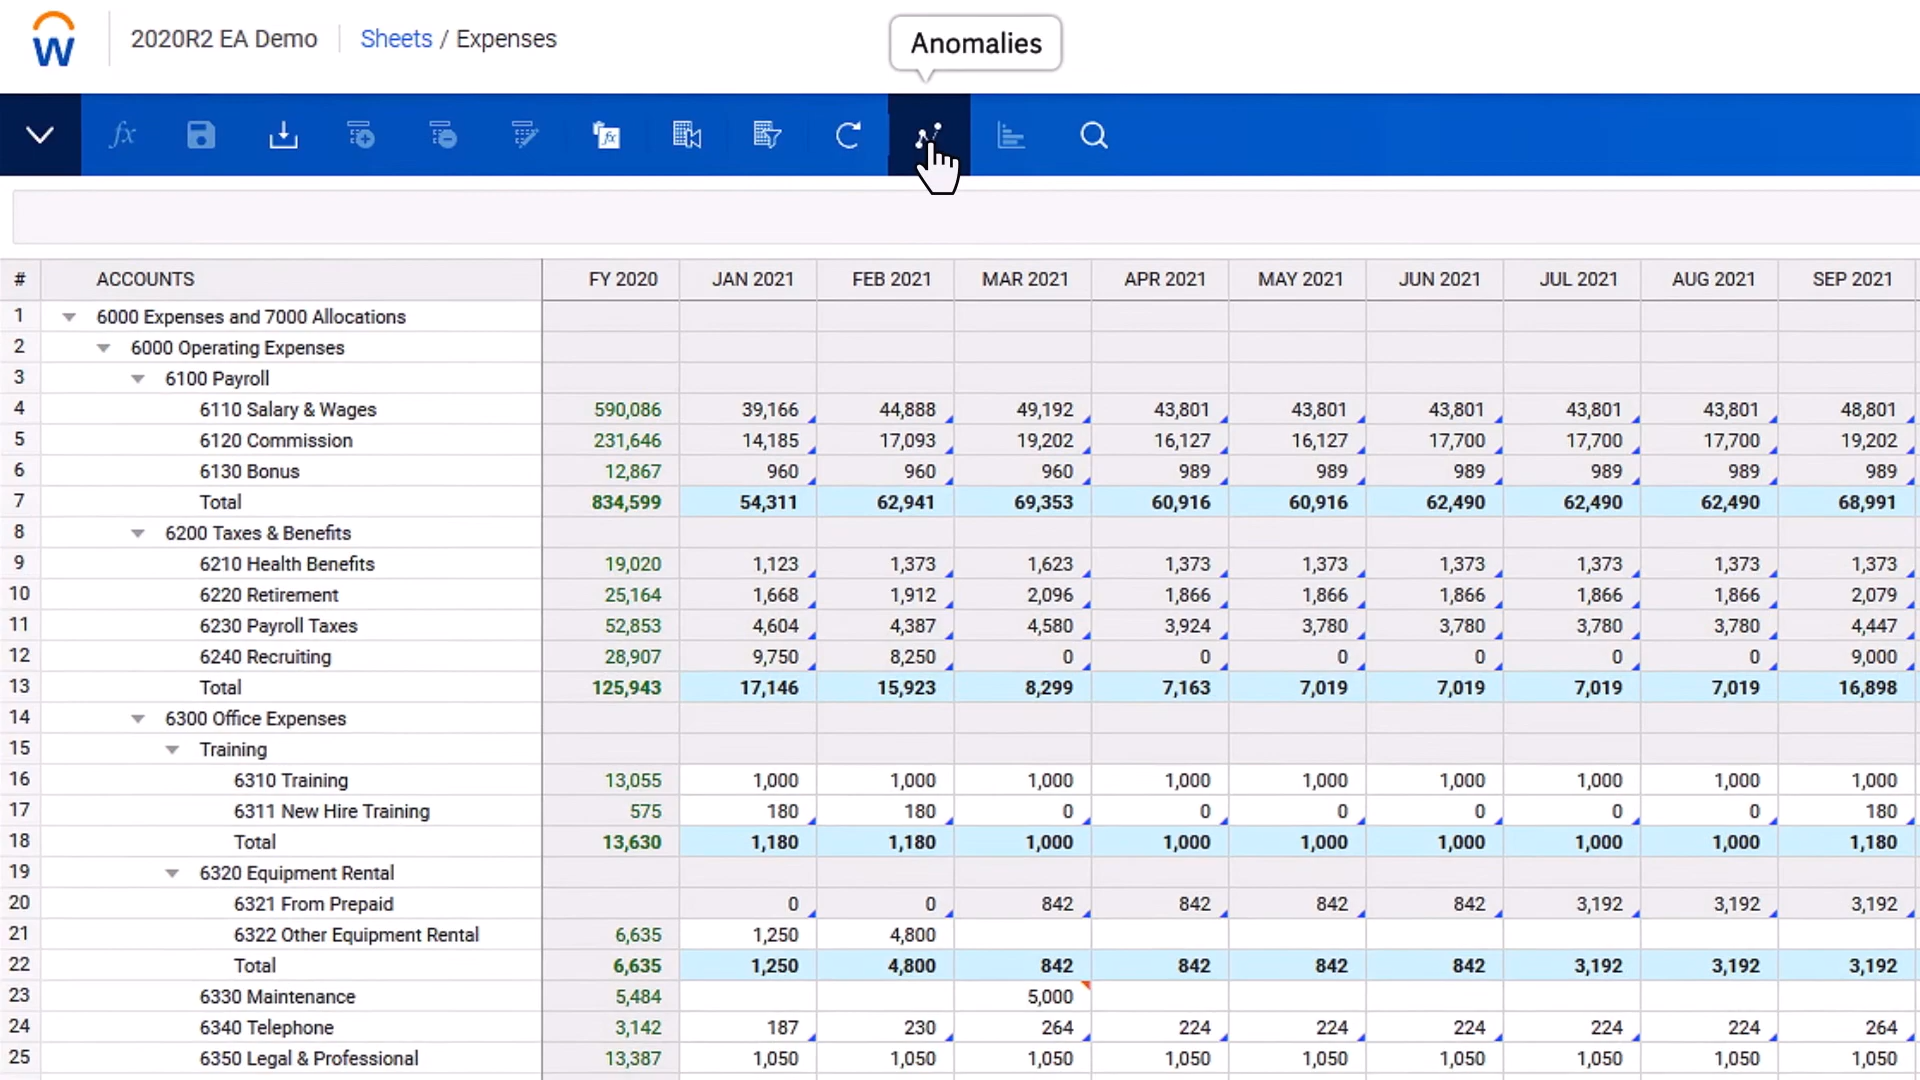 W 2020R2 EA Demo Sheets / Expenses
Anomalies
fx fx
# ACCOUNTS FY 2020 JAN 2021 FEB 2021 MAR 2021 APR 2021 MAY 2021 JUN 2021 JUL 2021 AUG 2021 SEP 2021
1 6000 Expenses and 7000 Allocations
2 6000 Operating Expenses
3 6100 Payroll
4 6110 Salary & Wages 590,086 39,166 44,888 49,192 43,801 43,801 43,801 43,801 43,801 48,801
5 6120 Commission 231,646 14,185 17,093 19,202 16,127 16,127 17,700 17,700 17,700 19,202
6 6130 Bonus 12,867 960 960 960 989 989 989 989 989 989
7 Total 834,599 54,311 62,941 69,353 60,916 60,916 62,490 62,490 62,490 68,991
8 6200 Taxes & Benefits
9 6210 Health Benefits 19,020 1,123 1,373 1,623 1,373 1,373 1,373 1,373 1,373 1,373
10 6220 Retirement 25,164 1,668 1,912 2,096 1,866 1,866 1,866 1,866 1,866 2,079
11 6230 Payroll Taxes 52,853 4,604 4,387 4,580 3,924 3,780 3,780 3,780 3,780 4,447
12 6240 Recruiting 28,907 9,750 8,250 0 0 0 0 0 0 9,000
13 Total 125,943 17,146 15,923 8,299 7,163 7,019 7,019 7,019 7,019 16,898
14 6300 Office Expenses
15 Training
16 6310 Training 13,055 1,000 1,000 1,000 1,000 1,000 1,000 1,000 1,000 1,000
17 6311 New Hire Training 575 180 180 0 0 0 0 0 0 180
18 Total 13,630 1,180 1,180 1,000 1,000 1,000 1,000 1,000 1,000 1,180
19 6320 Equipment Rental
20 6321 From Prepaid 0 0 842 842 842 842 3,192 3,192 3,192
21 6322 Other Equipment Rental 6,635 1,250 4,800
22 Total 6,635 1,250 4,800 842 842 842 842 3,192 3,192 3,192
23 6330 Maintenance 5,484 5,000
24 6340 Telephone 3,142 187 230 264 224 224 224 224 224 264
25 6350 Legal & Professional 13,387 1,050 1,050 1,050 1,050 1,050 1,050 1,050 1,050 1,050